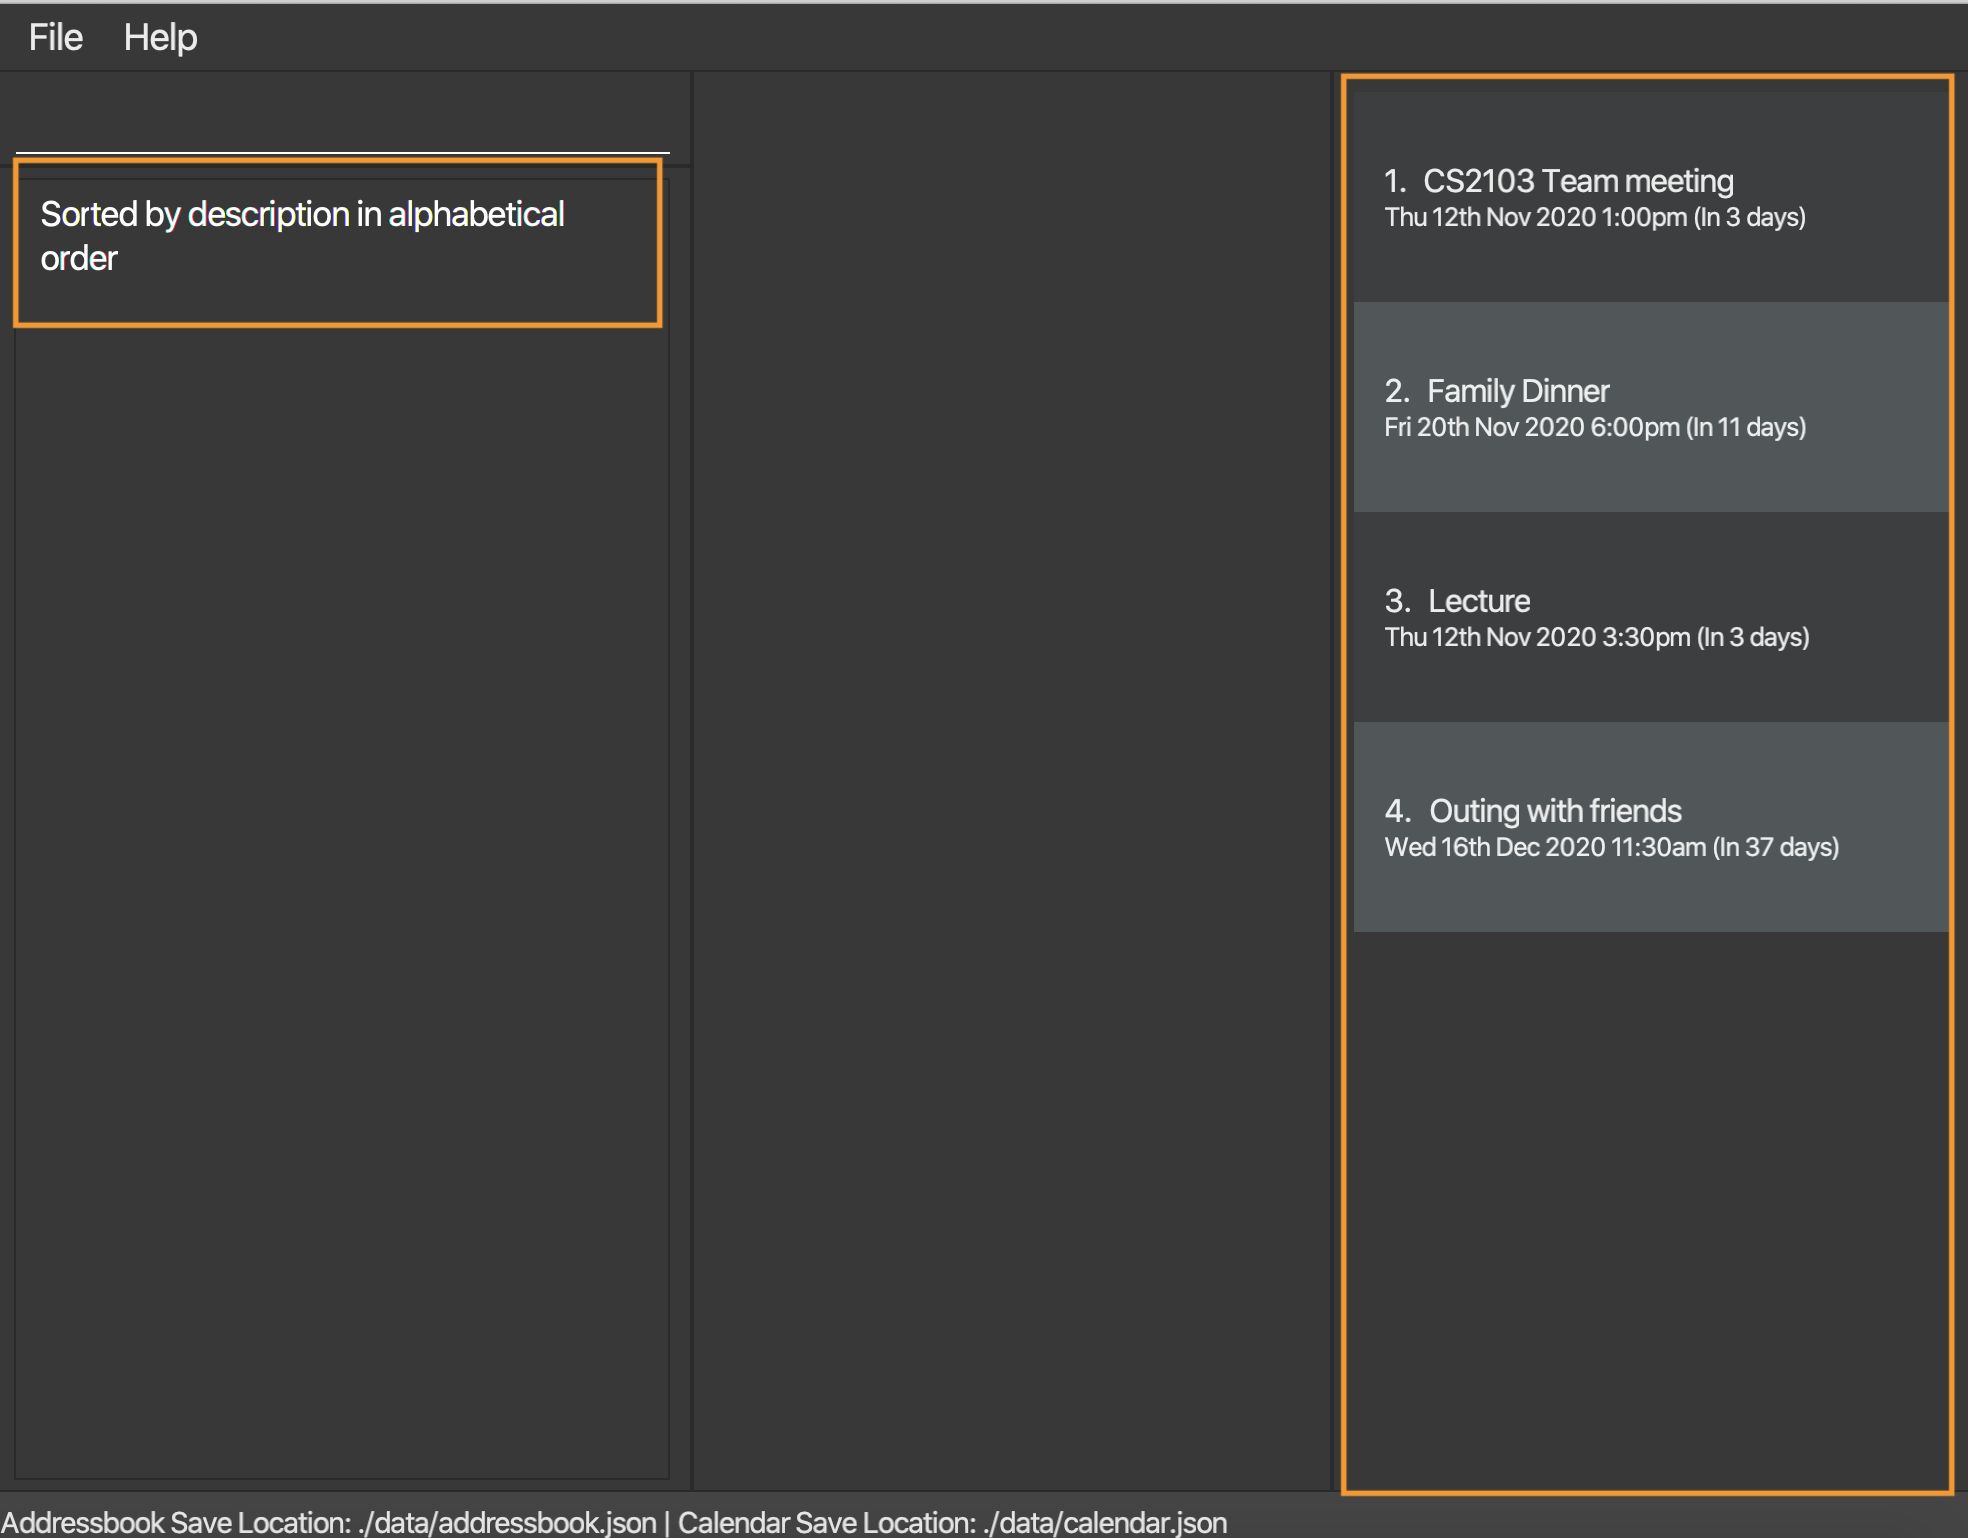 File Help
Sorted by description in alphabetical
order
1. CS2103 Team meeting
Thu 12th Nov 2020 1:00pm (In 3 days)
2. Family Dinner
Fri 20th Nov 2020 6:00pm (In 11 days)
3. Lecture
Thu 12th Nov 2020 3:30pm (In 3 days)
4. Outing with friends
Wed 16th Dec 2020 11:30am (In 37 days)
Addressbook Save Location: ./data/addressbook.json | Calendar Save Location: ./data/calendar.json